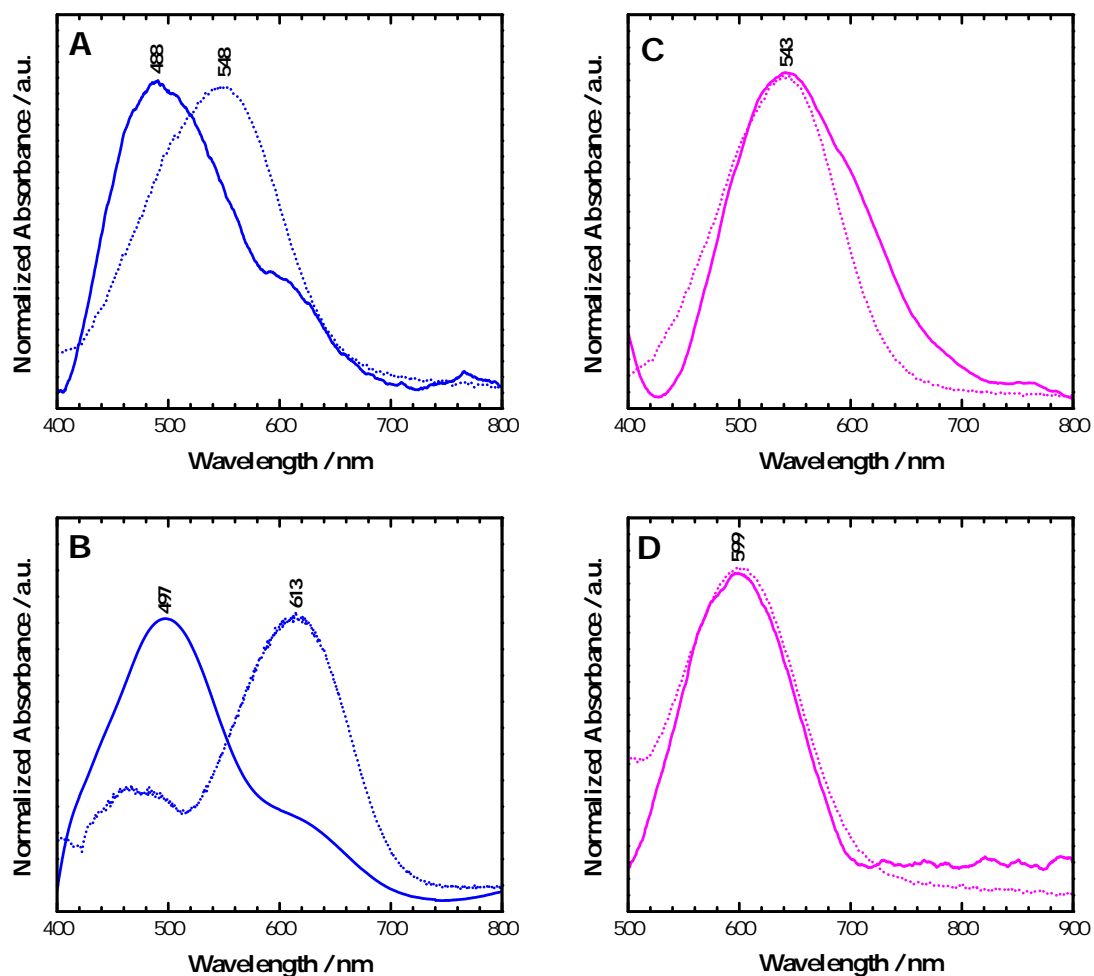 A
488
548
Normalized Absorbance / a.u.
400 500 600 700 800
Wavelength / nm
C
543
Normalized Absorbance / a.u.
400 500 600 700 800
Wavelength / nm
B
497
613
Normalized Absorbance / a.u.
400 500 600 700 800
Wavelength / nm
D
599
Normalized Absorbance / a.u.
500 600 700 800 900
Wavelength / nm